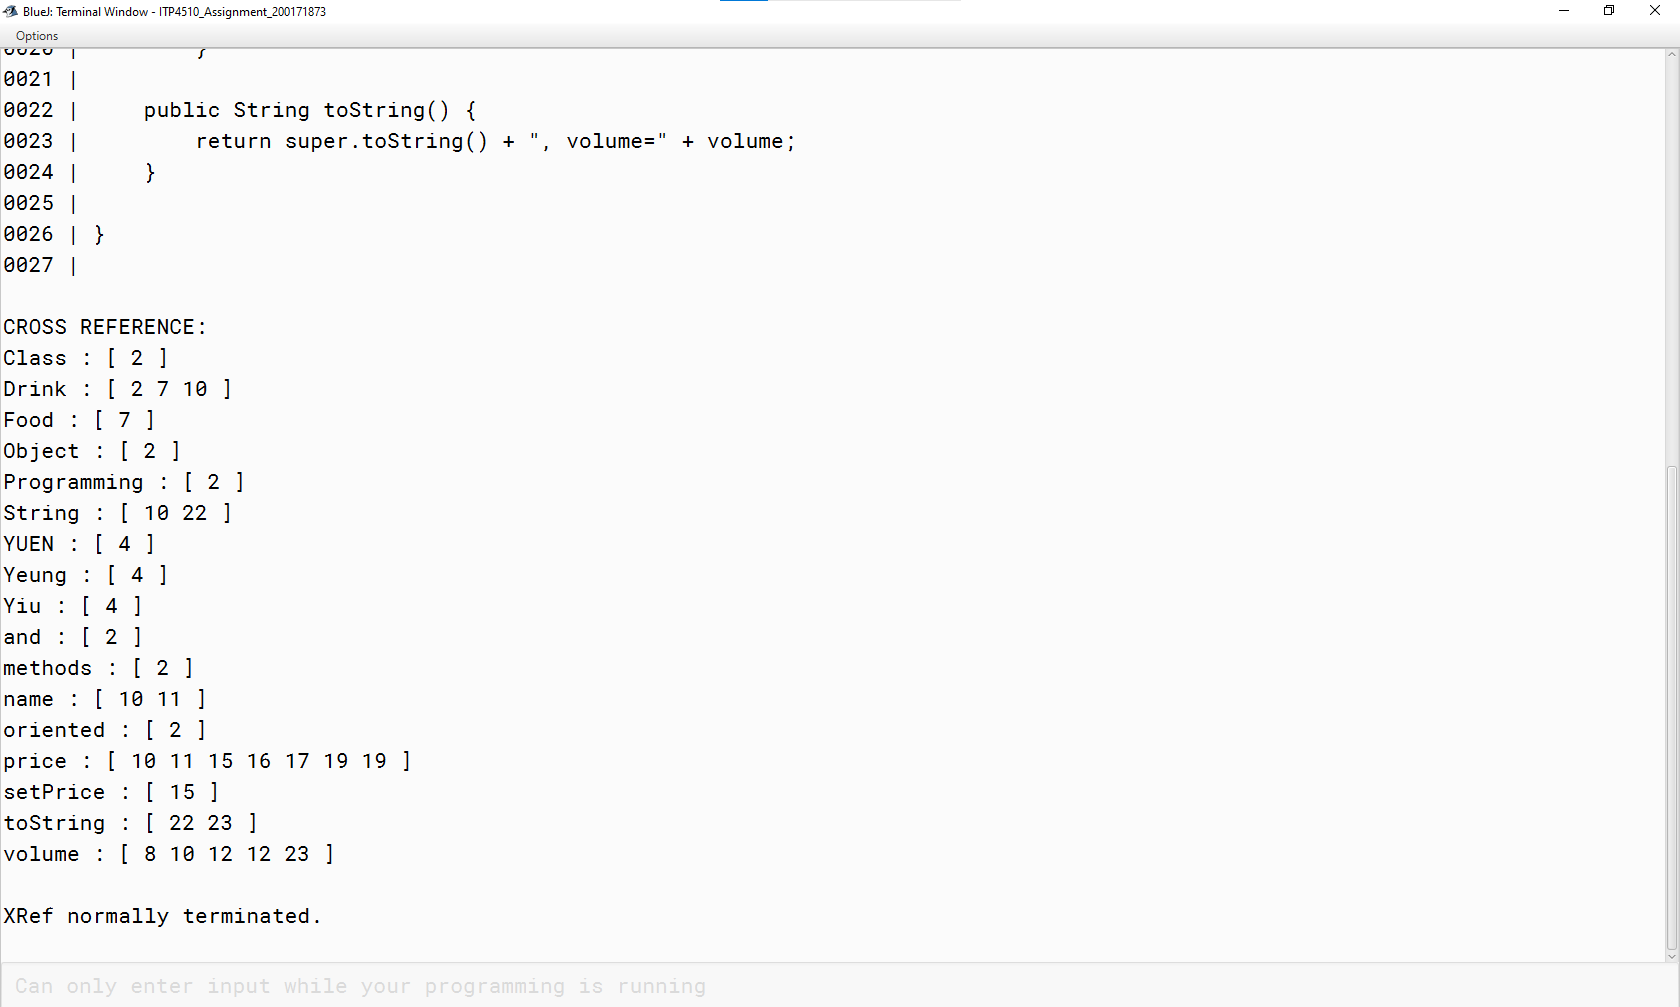 BlueJ: Terminal Window - ITP4510_Assignment_200171873
Options
0020 |         }
0021 |
0022 |     public String toString() {
0023 |         return super.toString() + ", volume=" + volume;
0024 |     }
0025 |
0026 | }
0027 |
CROSS REFERENCE:
Class : [ 2 ]
Drink : [ 2 7 10 ]
Food : [ 7 ]
Object : [ 2 ]
Programming : [ 2 ]
String : [ 10 22 ]
YUEN : [ 4 ]
Yeung : [ 4 ]
Yiu : [ 4 ]
and : [ 2 ]
methods : [ 2 ]
name : [ 10 11 ]
oriented : [ 2 ]
price : [ 10 11 15 16 17 19 19 ]
setPrice : [ 15 ]
toString : [ 22 23 ]
volume : [ 8 10 12 12 23 ]
XRef normally terminated.
Can only enter input while your programming is running